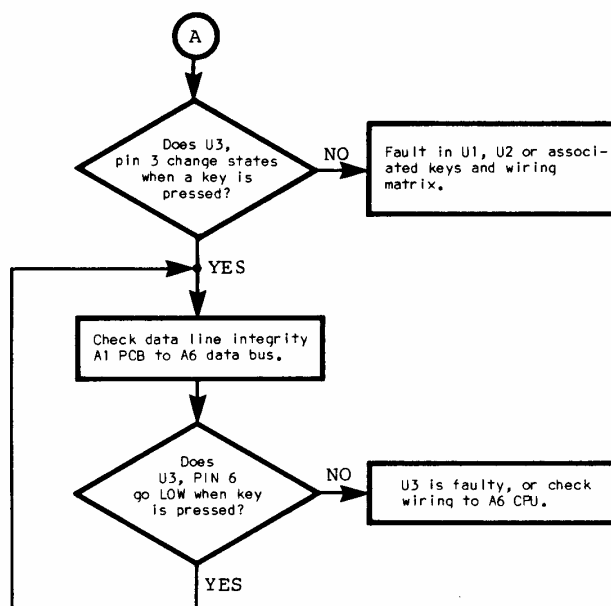 A
Does U3,
pin 3 change states
when a key is
pressed?
NO
Fault in U1, U2 or associ-
ated keys and wiring
matrix.
YES
Check data line integrity
A1 PCB to A6 data bus.
Does
U3, PIN 6
go LOW when key
is pressed?
NO
U3 is faulty, or check
wiring to A6 CPU.
YES